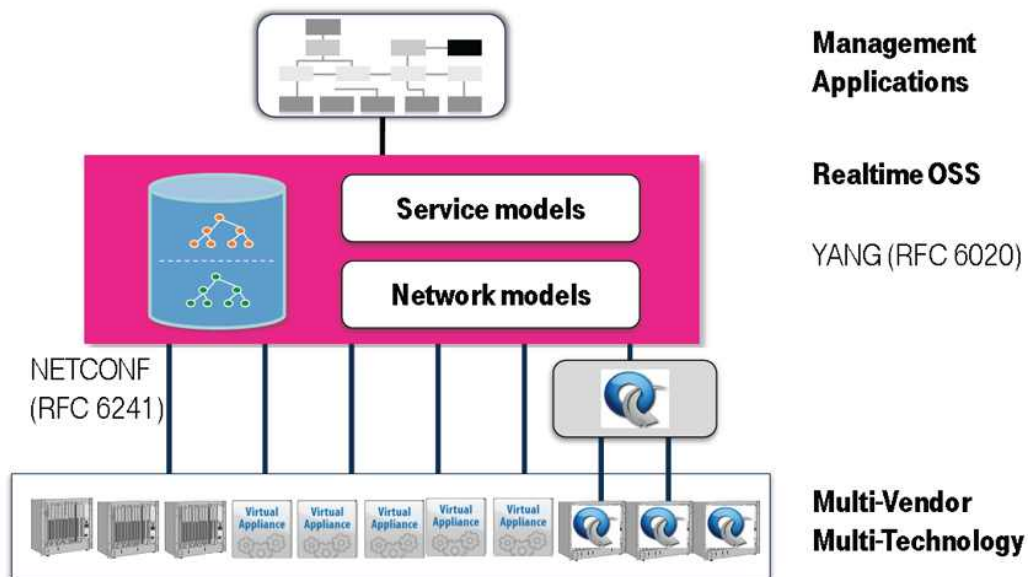 Management
Applications
Realtime OSS
Service models
YANG (RFC 6020)
Network models
NETCONF
(RFC 6241)
Virtual
Appliance
Virtual
Appliance
Virtual
Appliance
Virtual
Appliance
Virtual
Appliance
Multi-Vendor
Multi-Technology